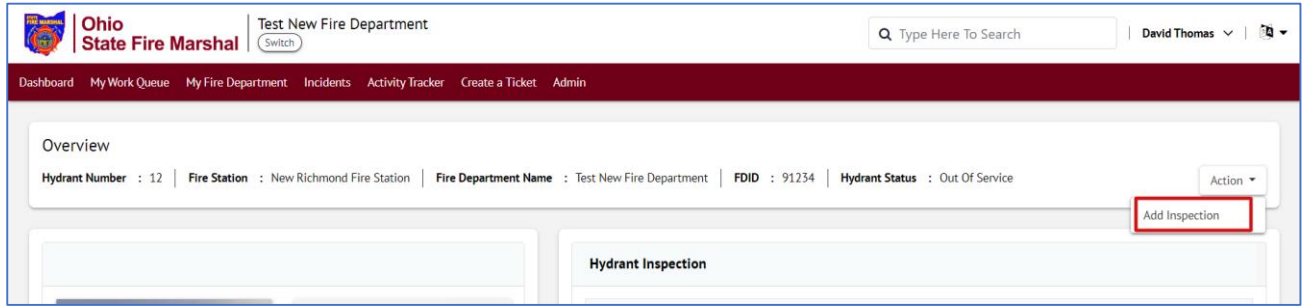 STATE
FIRE MARSHAL
Ohio
State Fire Marshal
Test New Fire Department
Switch
Type Here To Search
David Thomas
Dashboard My Work Queue My Fire Department Incidents Activity Tracker Create a Ticket Admin
Overview
Hydrant Number : 12 Fire Station : New Richmond Fire Station Fire Department Name : Test New Fire Department FDID : 91234 Hydrant Status : Out Of Service
Action
Add Inspection
Hydrant Inspection